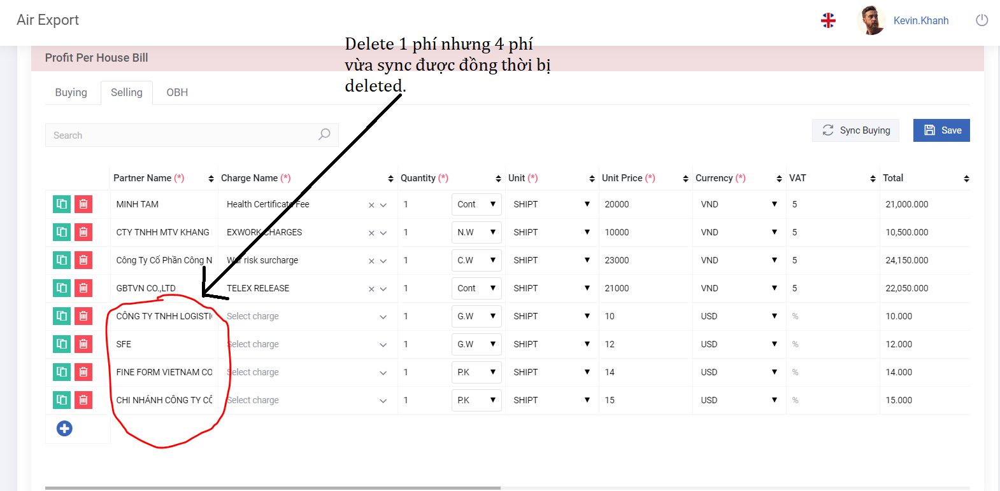 Air Export
Kevin.Khanh
Delete 1 phí nhưng 4 phí
vừa sync được đồng thời bị
deleted.
Profit Per House Bill
Buying Selling OBH
Search
Sync Buying Save
Partner Name (*) Charge Name (*) Quantity (*) Unit (*) Unit Price (*) Currency (*) VAT Total
MINH TAM Health Certificate Fee 1 Cont SHIPT 20000 VND 5 21,000.000
CTY TNHH MTV KHANG EXWORK CHARGES 1 N.W SHIPT 10000 VND 5 10,500.000
Công Ty Cổ Phần Công N War risk surcharge 1 C.W SHIPT 23000 VND 5 24,150.000
GBTVN CO.,LTD TELEX RELEASE 1 Cont SHIPT 21000 VND 5 22,050.000
CÔNG TY TNHH LOGISTI Select charge 1 G.W SHIPT 10 USD % 10.000
SFE Select charge 1 G.W SHIPT 12 USD % 12.000
FINE FORM VIETNAM CO Select charge 1 P.K SHIPT 14 USD % 14.000
CHI NHÁNH CÔNG TY CÔ Select charge 1 P.K SHIPT 15 USD % 15.000